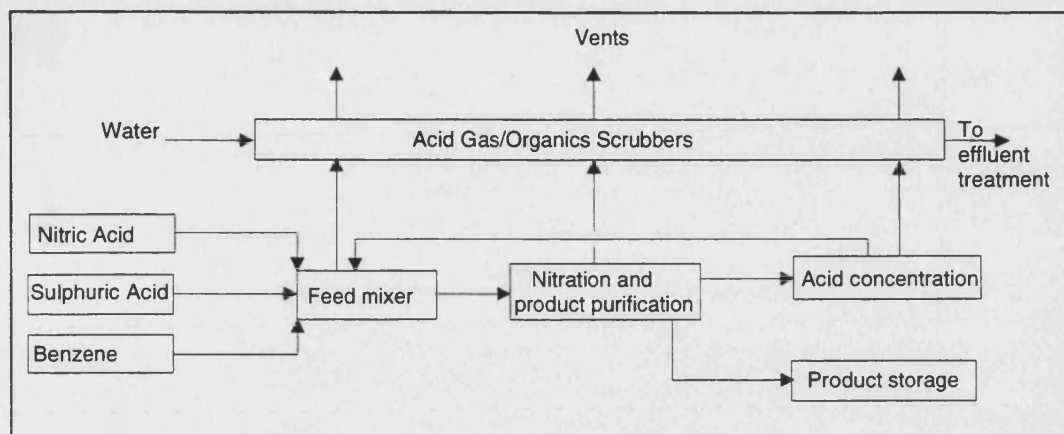 Vents
Water
Acid Gas/Organics Scrubbers
To
effluent
treatment
Nitric Acid
Sulphuric Acid
Benzene
Feed mixer
Nitration and
product purification
Acid concentration
Product storage